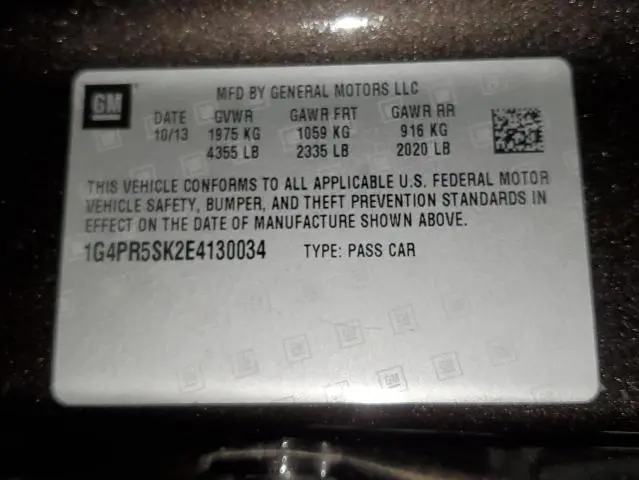 GM
MFD BY GENERAL MOTORS LLC
DATE GVWR GAWR FRT GAWR RR
10/13 1975 KG 1059 KG 916 KG
4355 LB 2335 LB 2020 LB
THIS VEHICLE CONFORMS TO ALL APPLICABLE U.S. FEDERAL MOTOR
VEHICLE SAFETY, BUMPER, AND THEFT PREVENTION STANDARDS IN
EFFECT ON THE DATE OF MANUFACTURE SHOWN ABOVE.
1G4PR5SK2E4130034 TYPE: PASS CAR